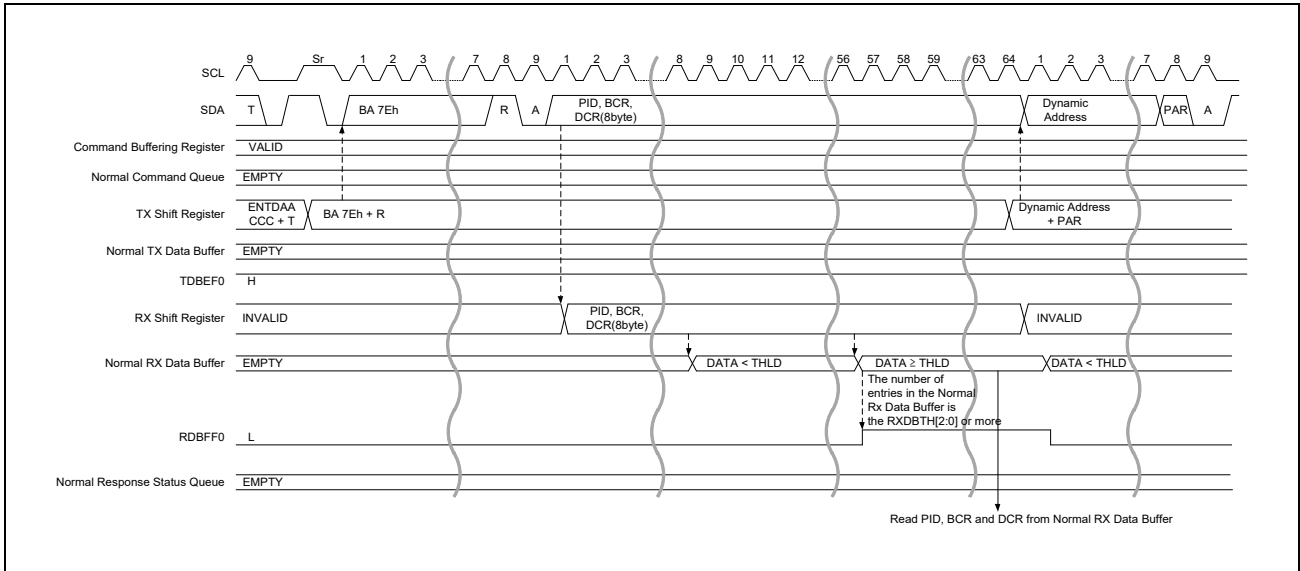 9 Sr 1 2 3 7 8 9 1 2 3 8 9 10 11 12 56 57 58 59 63 64 1 2 3 7 8 9
SCL
SDA T BA 7Eh R A PID, BCR, DCR(8byte) Dynamic Address PAR A
Command Buffering Register VALID
Normal Command Queue EMPTY
TX Shift Register ENTDAA CCC + T BA 7Eh + R Dynamic Address + PAR
Normal TX Data Buffer EMPTY
TDBEF0 H
RX Shift Register INVALID PID, BCR, DCR(8byte) INVALID
Normal RX Data Buffer EMPTY DATA < THLD DATA ≥ THLD DATA < THLD
The number of
entries in the Normal
Rx Data Buffer is
the RXDBTH[2:0] or more
RDBFF0 L
Normal Response Status Queue EMPTY
Read PID, BCR and DCR from Normal RX Data Buffer